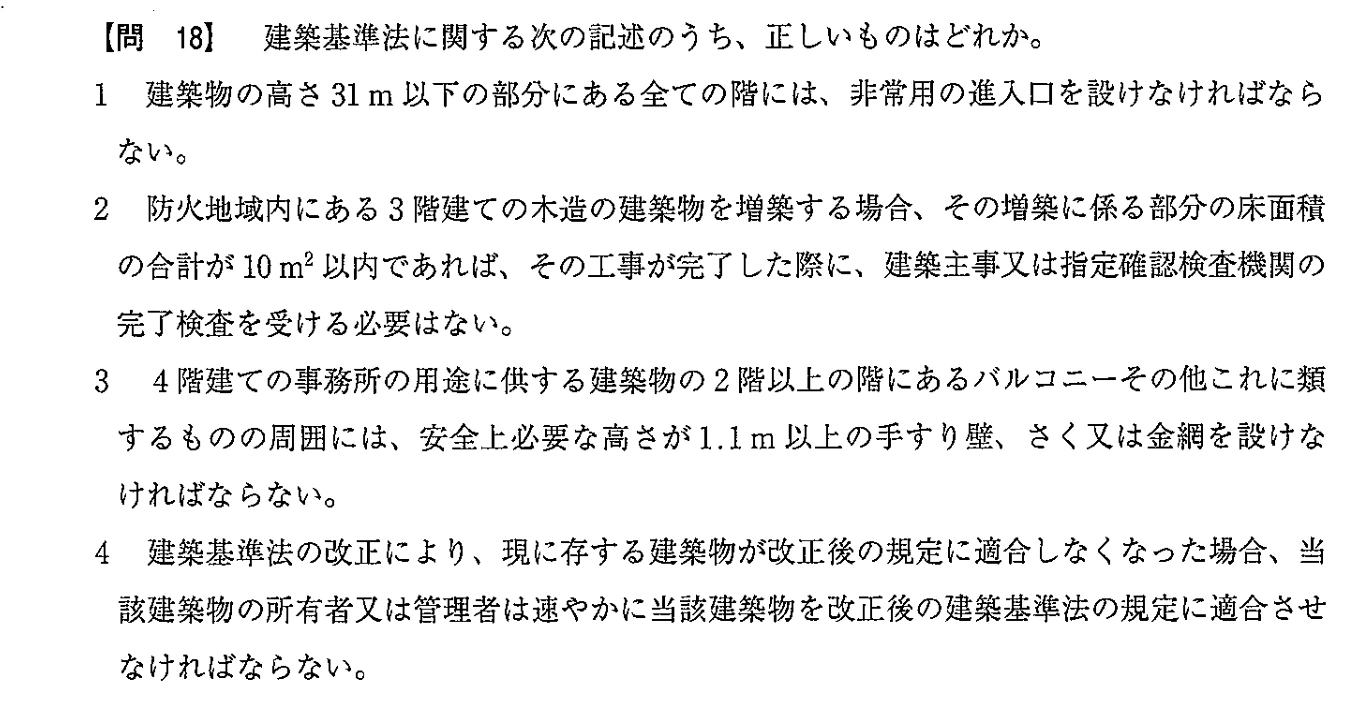 【問 18】 建築基準法に関する次の記述のうち、正しいものはどれか。
1 建築物の高さ 31 m 以下の部分にある全ての階には、非常用の進入口を設けなければなら
ない。
2 防火地域内にある3階建ての木造の建築物を増築する場合、その増築に係る部分の床面積
の合計が 10 m² 以内であれば、その工事が完了した際に、建築主事又は指定確認検査機関の
完了検査を受ける必要はない。
3 4階建ての事務所の用途に供する建築物の2階以上の階にあるバルコニーその他これに類
するものの周囲には、安全上必要な高さが 1.1 m 以上の手すり壁、さく又は金網を設けな
ければならない。
4 建築基準法の改正により、現に存する建築物が改正後の規定に適合しなくなった場合、当
該建築物の所有者又は管理者は速やかに当該建築物を改正後の建築基準法の規定に適合させ
なければならない。